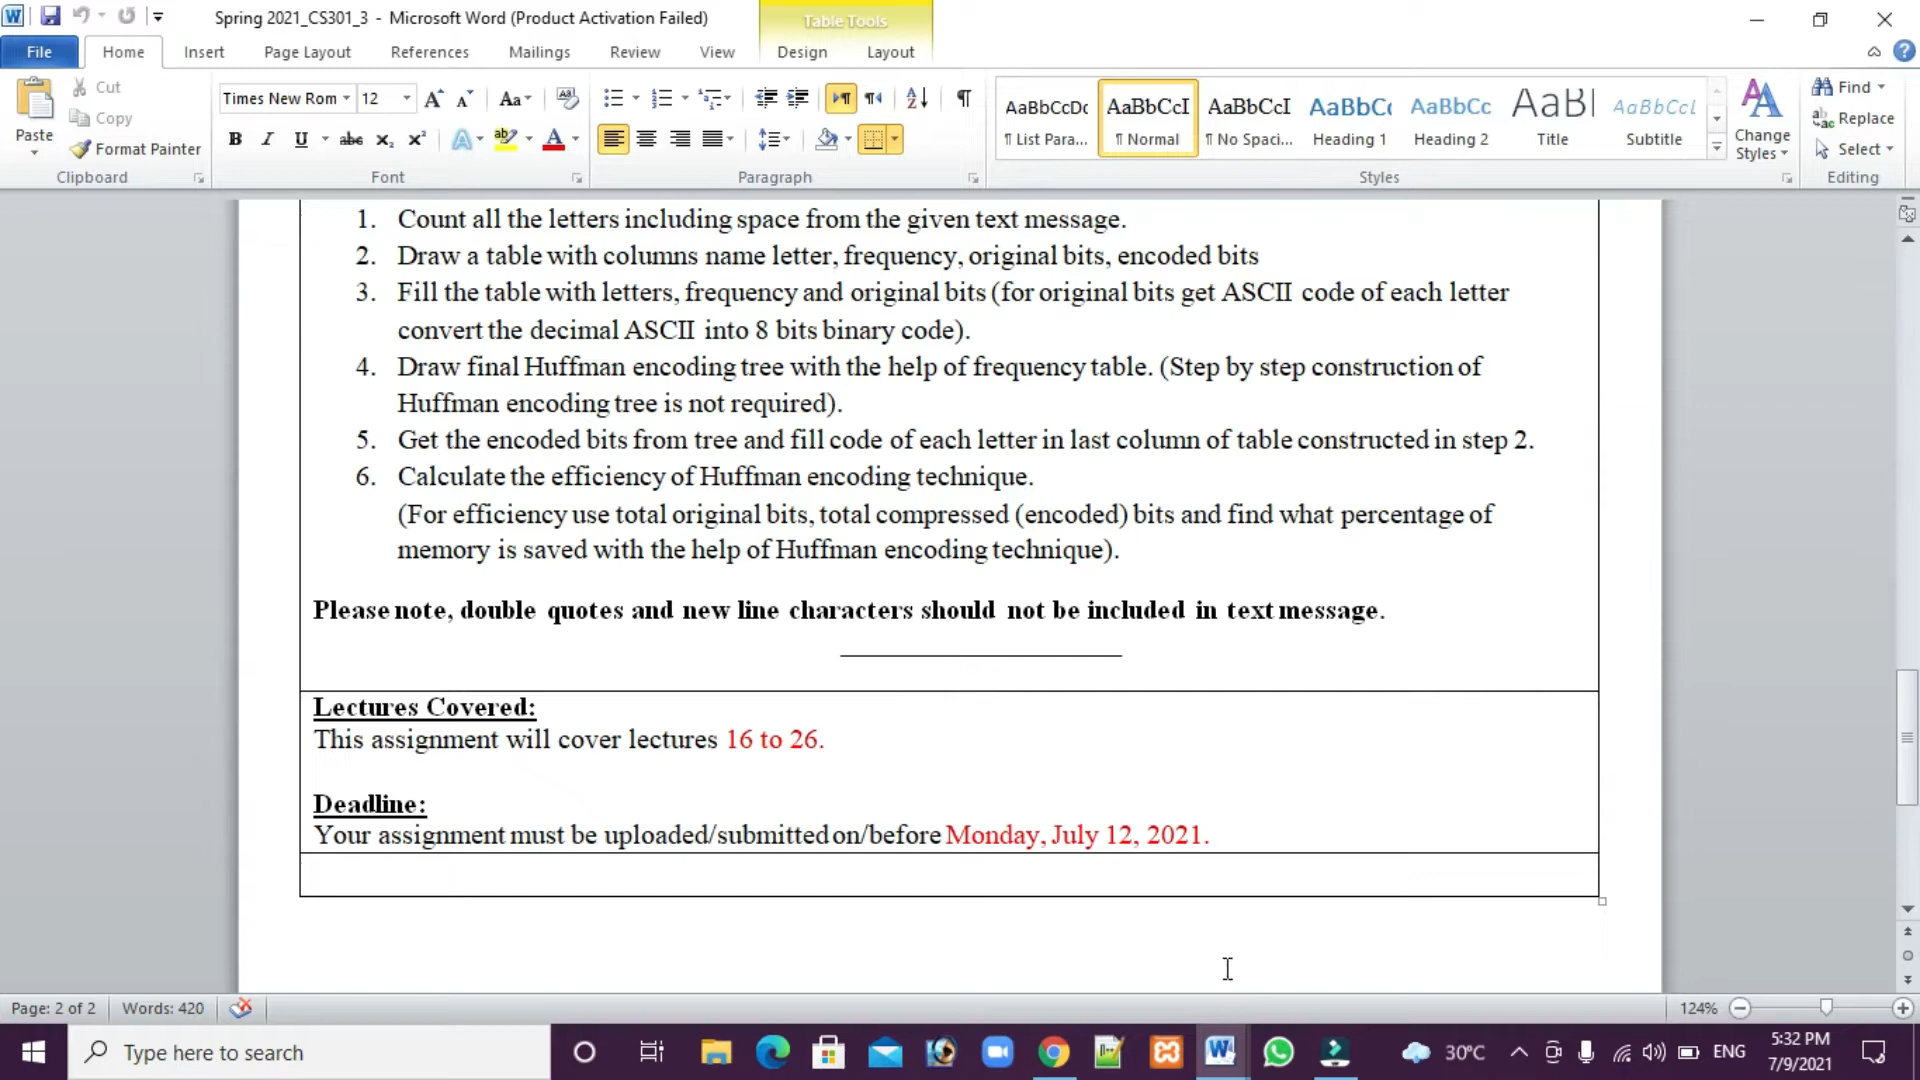 Spring 2021_CS301_3 - Microsoft Word (Product Activation Failed)
Table Tools
File Home Insert Page Layout References Mailings Review View Design Layout
Paste
Cut
Copy
Format Painter
Clipboard
Times New Rom 12
Font
Paragraph
AaBbCcDc AaBbCcI AaBbCcI AaBbCc AaBbCc AaBl AaBbCcL
¶ List Para... ¶ Normal ¶ No Spaci... Heading 1 Heading 2 Title Subtitle
Change
Styles
Styles
Find
Replace
Select
Editing
1. Count all the letters including space from the given text message.
2. Draw a table with columns name letter, frequency, original bits, encoded bits
3. Fill the table with letters, frequency and original bits (for original bits get ASCII code of each letter
convert the decimal ASCII into 8 bits binary code).
4. Draw final Huffman encoding tree with the help of frequency table. (Step by step construction of
Huffman encoding tree is not required).
5. Get the encoded bits from tree and fill code of each letter in last column of table constructed in step 2.
6. Calculate the efficiency of Huffman encoding technique.
(For efficiency use total original bits, total compressed (encoded) bits and find what percentage of
memory is saved with the help of Huffman encoding technique).
Please note, double quotes and new line characters should not be included in text message.
Lectures Covered:
This assignment will cover lectures 16 to 26.
Deadline:
Your assignment must be uploaded/submitted on/before Monday, July 12, 2021.
Page: 2 of 2 Words: 420 124%
Type here to search
30°C ENG
5:32 PM
7/9/2021